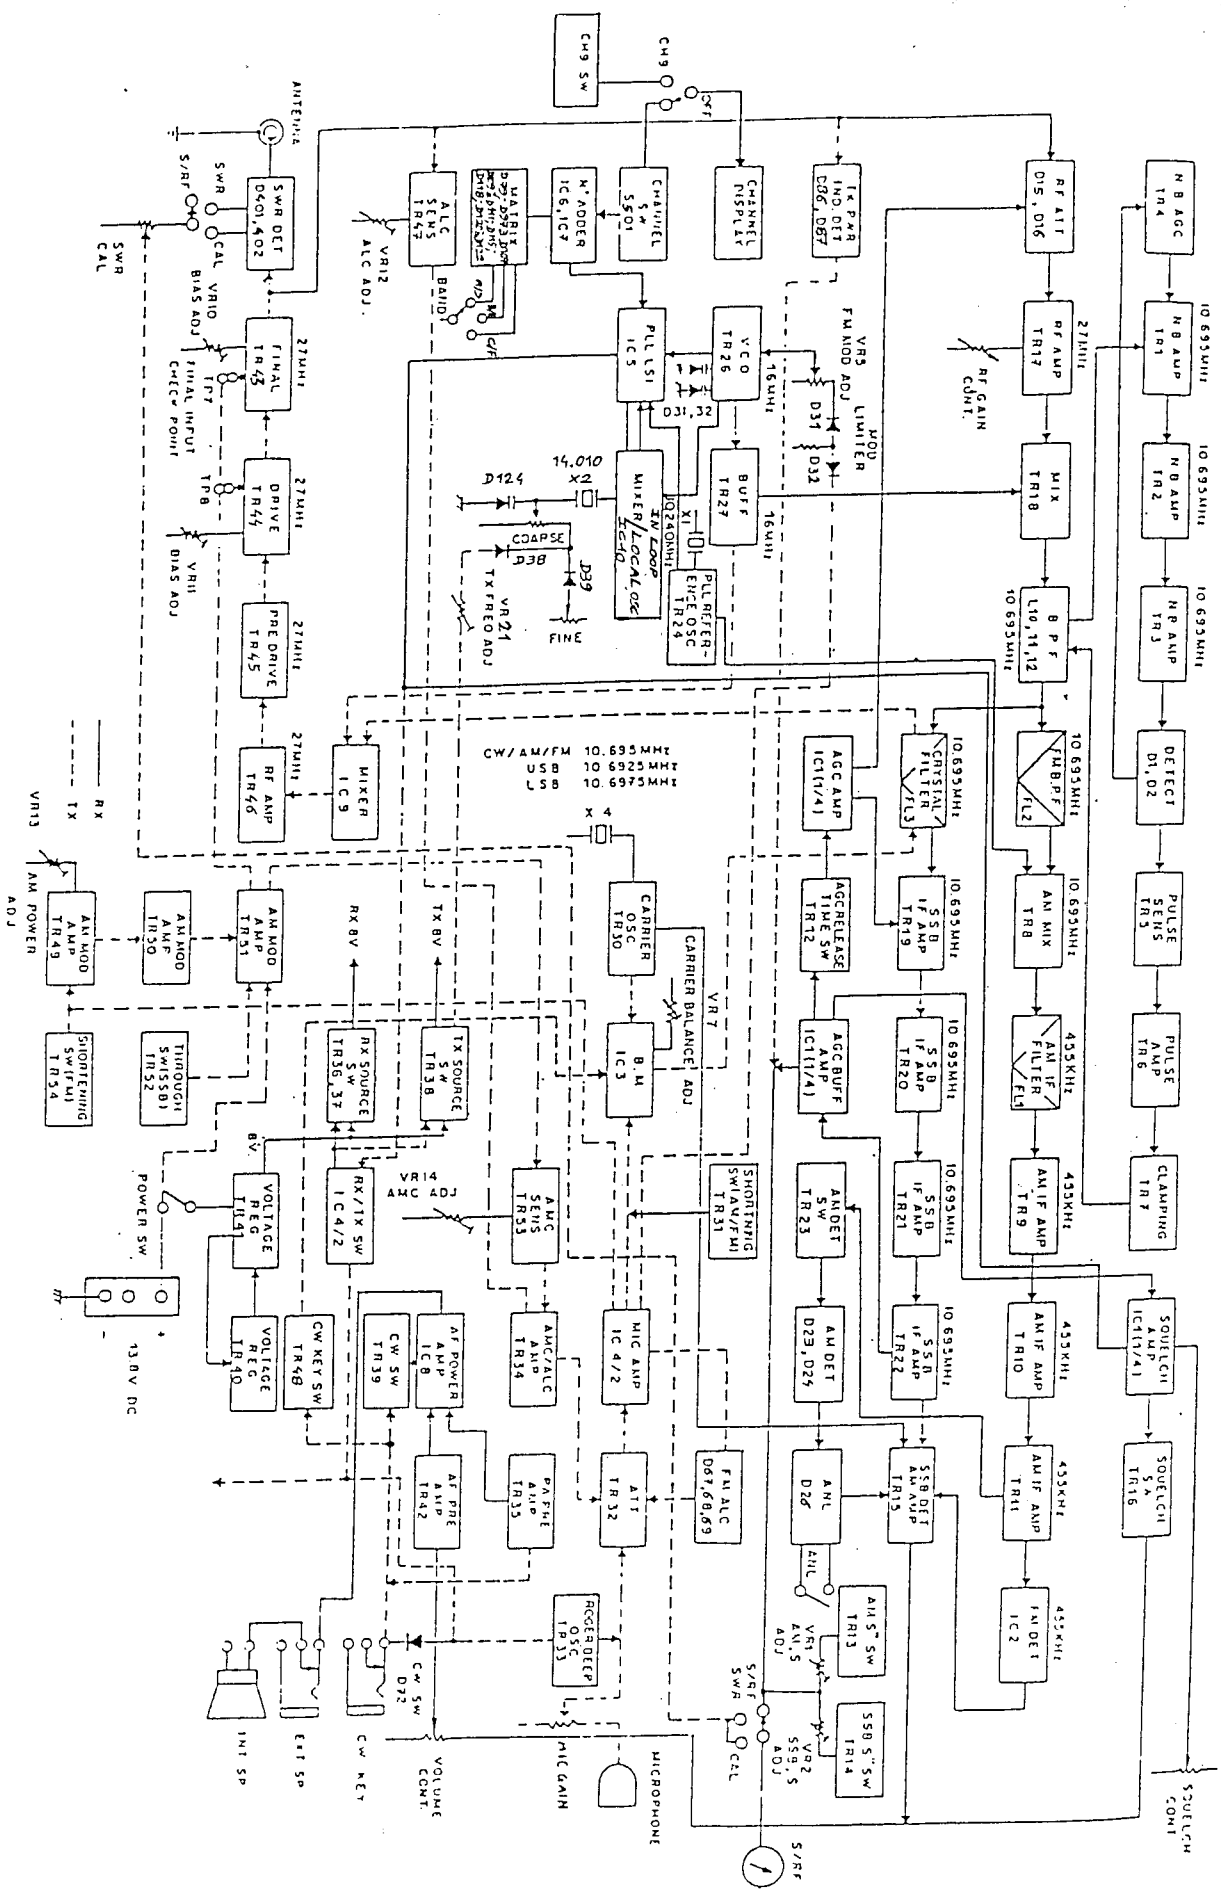 N B AGC
TR4
10.695MHz
N B AMP
TR1
10.695MHz
N B AMP
TR2
10.695MHz
N B AMP
TR3
DETECT
D1, D2
PULSE
SENS
TR5
PULSE
AMP
TR6
CLAMPING
TR7
SQUELCH
AMP
IC1(1/4)
SQUELCH
S A
TR16
SQUELCH
CONT
RF ATT
D15, D16
27MHz
RF AMP
TR17
RF GAIN
CONT.
MIX
TR18
B P F
L10,11,12
10.695MHz
10.695MHz
FM B.P.F
FL2
10.695MHz
AM MIX
TR8
455KHz
AM IF
FILTER
FL1
455KHz
AM IF AMP
TR9
455KHz
AM IF AMP
TR10
455KHz
AM IF AMP
TR11
455KHz
FM DET
IC2
10.695MHz
CRYSTAL
FILTER
FL3
10.695MHz
SSB
IF AMP
TR19
10.695MHz
SSB
IF AMP
TR20
10.695MHz
SSB
IF AMP
TR21
10.695MHz
SSB
IF AMP
TR22
SSB DET
AM AMP
TR15
TX PWR
IND. DET
D86, D87
VR5
FM MOD ADJ
MOD
LIMITER
D31
D32
AGC AMP
IC1(1/4)
AGC RELEASE
TIME SW
TR12
AGC BUFF
AMP
IC1(1/4)
AM DET
SW
TR23
AM DET
D23, D24
ANL
D26
ANL
AM "S" SW
TR13
VR1
AM, S
ADJ
SSB "S" SW
TR14
VR2
SSB, S
ADJ
S/RF
SWR
CAL
S/RF
CH9 SW
CH9
OFF
CHANNEL
DISPLAY
CHANNEL
SW
S501
N° ADDER
IC6, IC7
MATRIX
BAND
ALC
SENS
TR47
VR12
ALC ADJ.
16MHz
VCO
TR26
D31,32
PLL LSI
IC5
16MHz
BUFF
TR27
X1
10240MHz
PLL REFER-
ENCE OSC
TR24
IN LOOP
MIXER/LOCAL OSC
IC10
14.010
X2
D124
COARSE
D38
D39
FINE
VR21
TX FREQ ADJ
CW/AM/FM 10.695MHz
USB 10.6925MHz
LSB 10.6975MHz
X 4
CARRIER
OSC
TR30
VR7
CARRIER BALANCE ADJ
B.M
IC3
SHORTNIG
SW(AM/FM)
TR31
MIC AMP
IC4/2
FM ALC
D67,68,69
ATT
TR32
ROGER BEEP
OSC
TR33
MIC GAIN
MICROPHONE
VR14
AMC ADJ
AMC
SENS
TR53
AMC/ALC
AMP
TR34
PA PRE
AMP
TR35
AF POWER
AMP
IC8
AF PRE
AMP
TR42
VOLUME
CONT.
CW SW
TR39
CW SW
D72
CW KEY
EXT SP
INT SP
CW KEY SW
TR48
TX SOURCE
SW
TR38
TX 8V
RX SOURCE
SW
TR36,37
RX 8V
RX/TX SW
IC4/2
8V
VOLTAGE
REG
TR41
VOLTAGE
REG
TR40
POWER SW
+
-
13.8V DC
ANTENNA
SWR DET
D401,402
SWR
CAL
S/RF
SWR
CAL
VR10
BIAS ADJ
27MHz
FINAL
TR43
TP7
FINAL INPUT
CHECK POINT
TP8
27MHz
DRIVE
TR44
VR11
BIAS ADJ
27MHz
PREDRIVE
TR45
27MHz
RF AMP
TR46
MIXER
IC9
RX
TX
VR13
AM POWER
ADJ
AM MOD
AMP
TR49
AM MOD
AMP
TR50
AM MOD
AMP
TR51
THROUGH
SW(SSB)
TR52
SHORTENING
SW(FM)
TR54